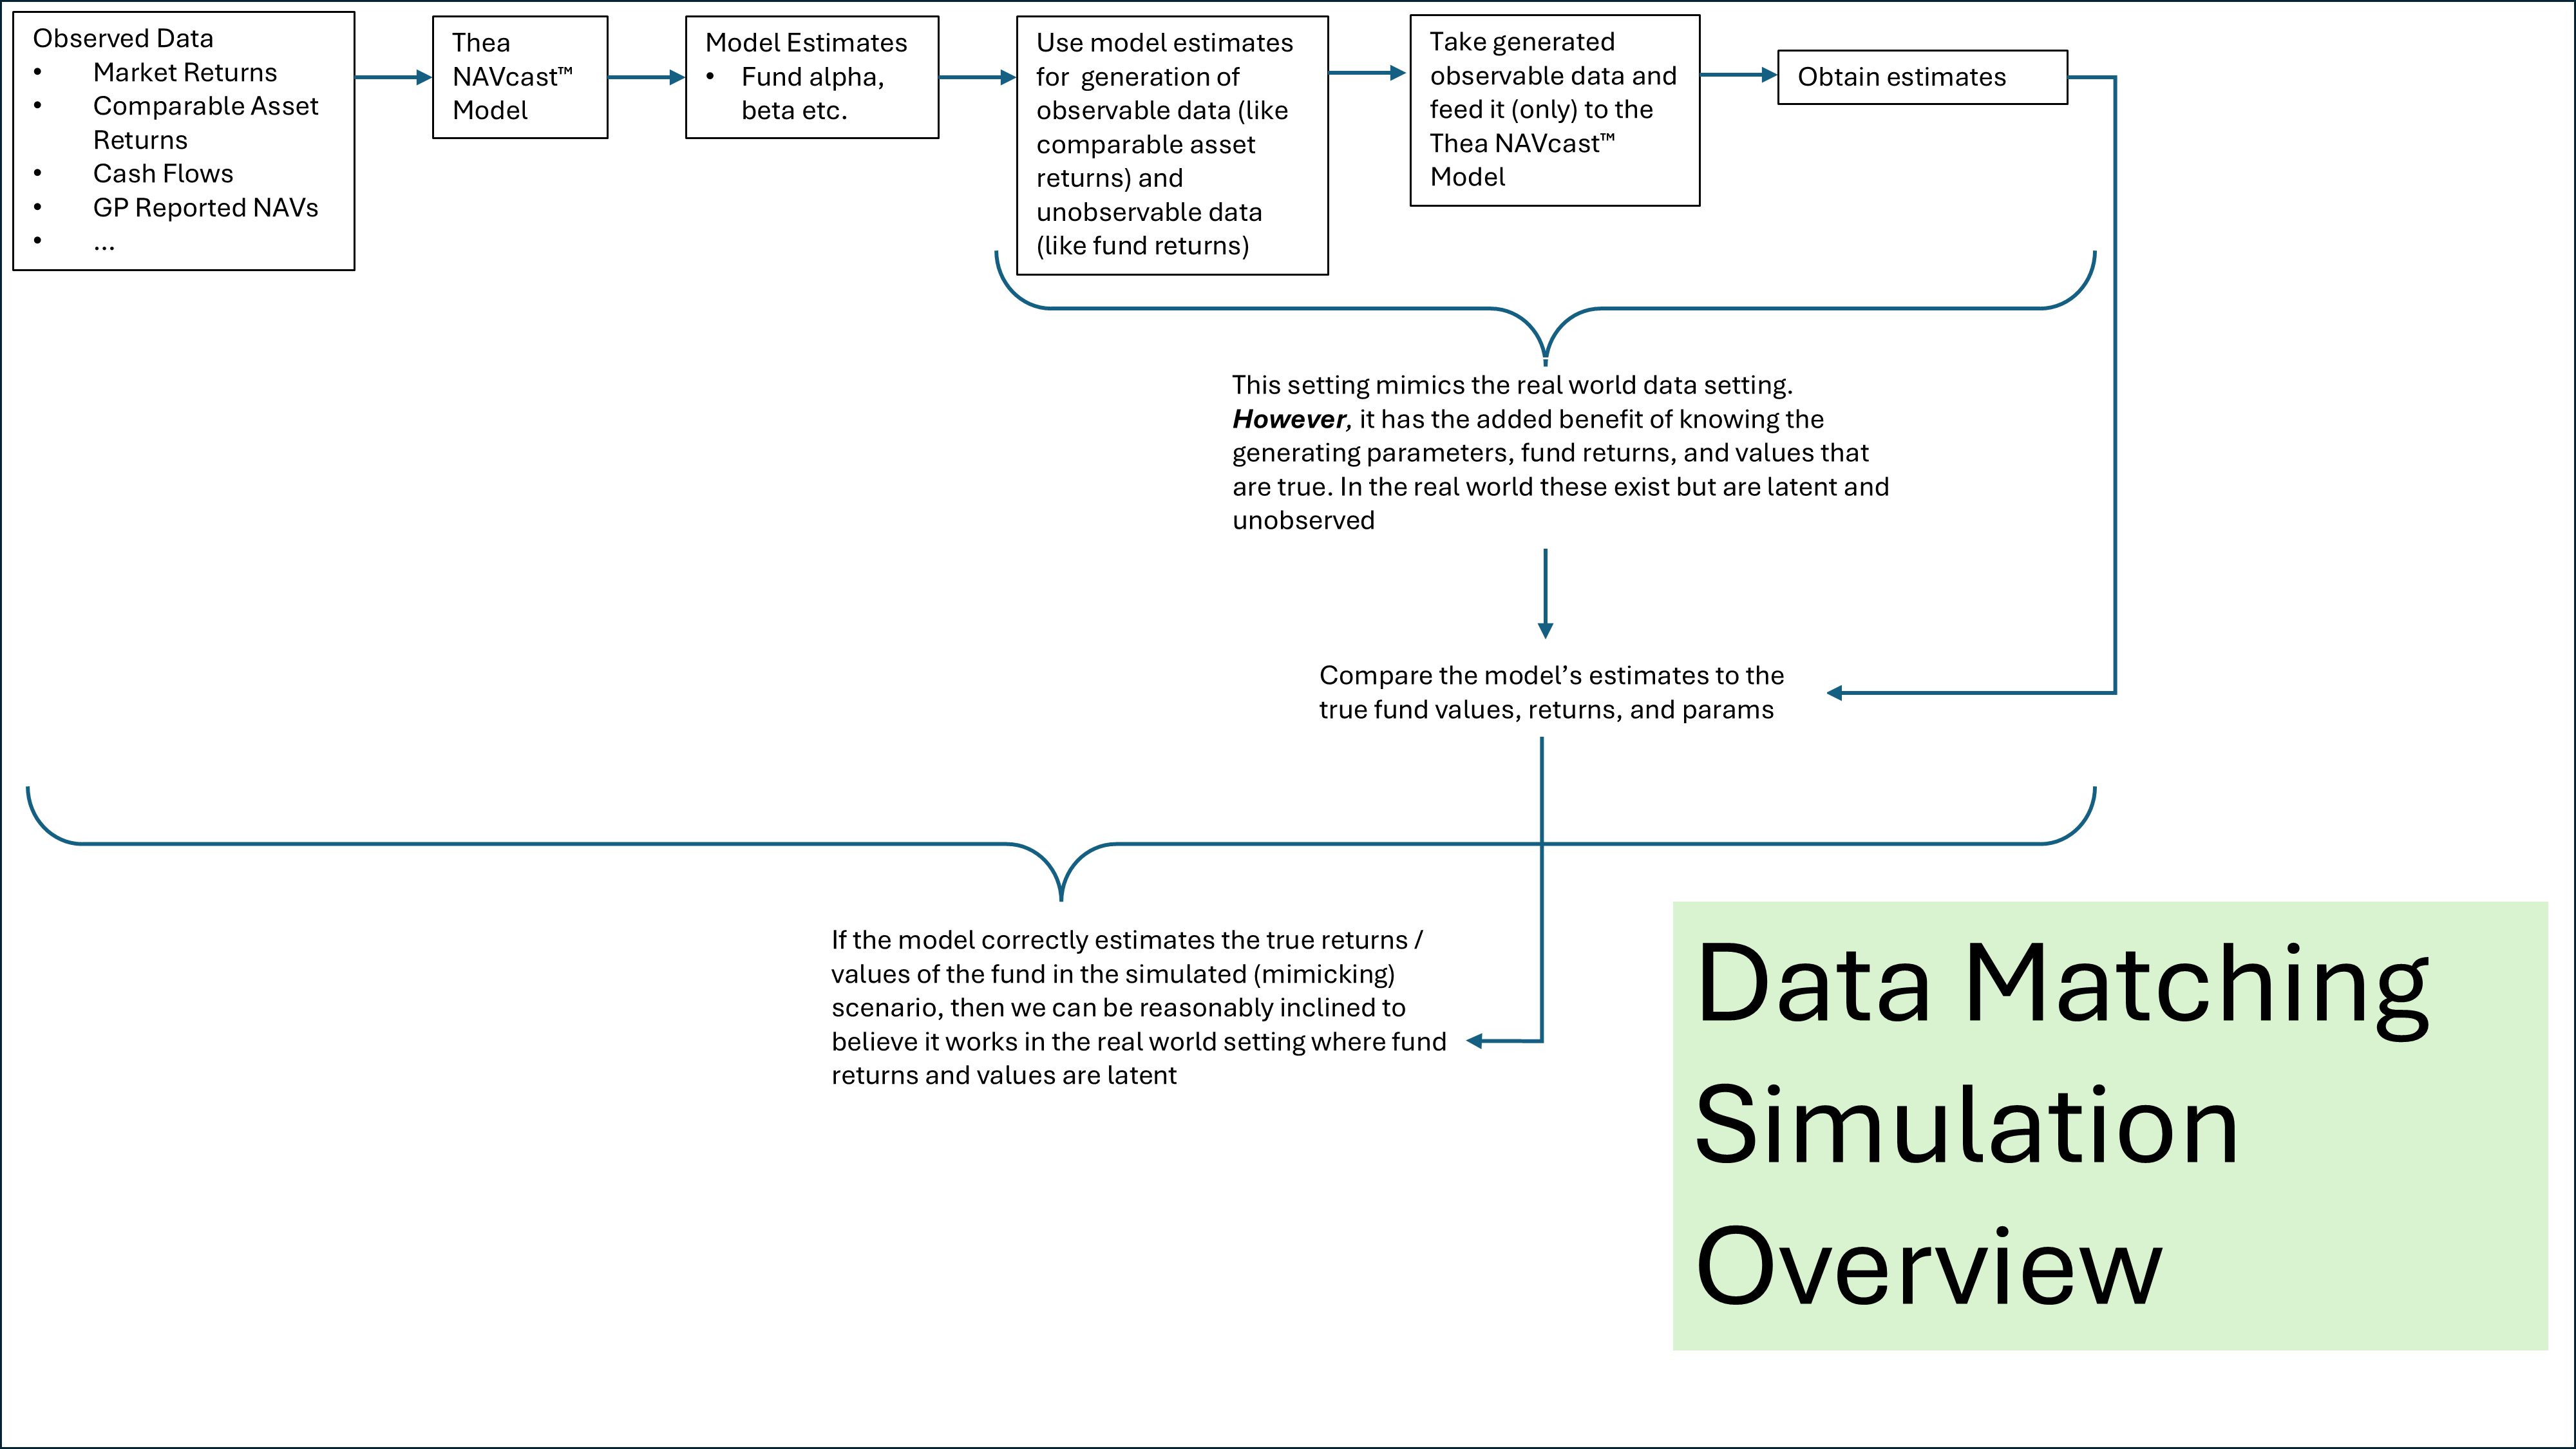 Observed Data
• Market Returns
• Comparable Asset
Returns
• Cash Flows
• GP Reported NAVs
• ...
Thea
NAVcast™
Model
Model Estimates
• Fund alpha,
beta etc.
Use model estimates
for generation of
observable data (like
comparable asset
returns) and
unobservable data
(like fund returns)
Take generated
observable data and
feed it (only) to the
Thea NAVcast™
Model
Obtain estimates
This setting mimics the real world data setting.
However, it has the added benefit of knowing the
generating parameters, fund returns, and values that
are true. In the real world these exist but are latent and
unobserved
Compare the model’s estimates to the
true fund values, returns, and params
If the model correctly estimates the true returns /
values of the fund in the simulated (mimicking)
scenario, then we can be reasonably inclined to
believe it works in the real world setting where fund
returns and values are latent
Data Matching
Simulation
Overview